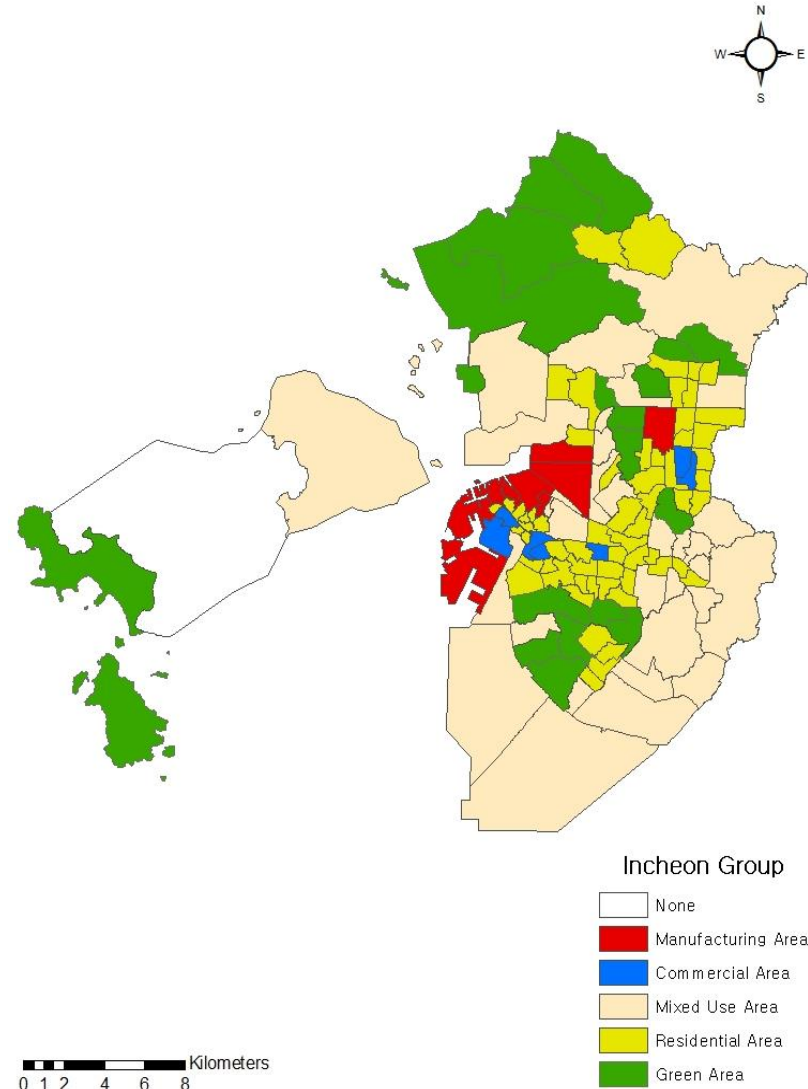 N
W E
S
Incheon Group
None
Manufacturing Area
Commercial Area
Mixed Use Area
Residential Area
Green Area
Kilometers
0 1 2 4 6 8